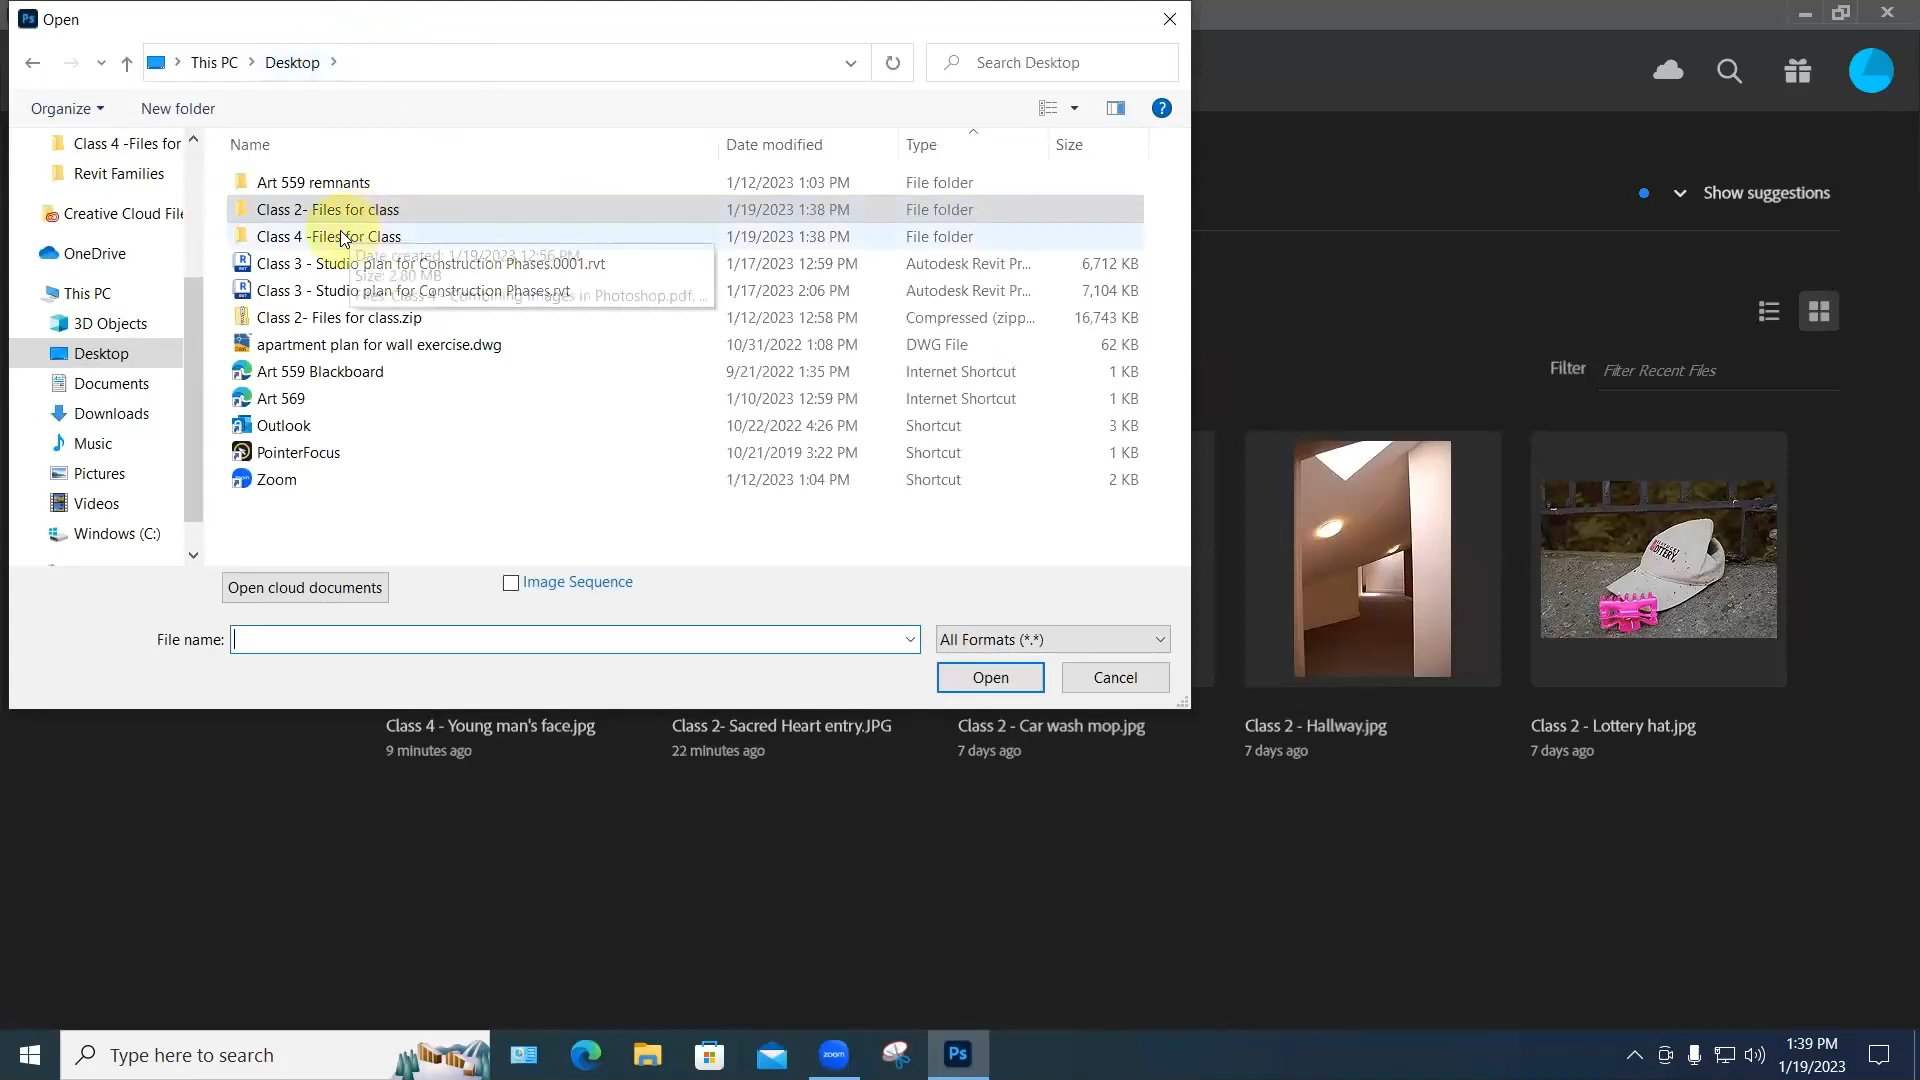 Ps Open
This PC > Desktop >
Search Desktop
Organize
New folder
Class 4 -Files for
Revit Families
Creative Cloud File
OneDrive
This PC
3D Objects
Desktop
Documents
Downloads
Music
Pictures
Videos
Windows (C:)
Name Date modified Type Size
Art 559 remnants 1/12/2023 1:03 PM File folder
Class 2- Files for class 1/19/2023 1:38 PM File folder
Class 4 -Files for Class 1/19/2023 1:38 PM File folder
Date created: 1/19/2023 12:56 PM
Class 3 - Studio plan for Construction Phases.0001.rvt 1/17/2023 12:59 PM Autodesk Revit Pr... 6,712 KB
Size: 2.80 MB
Class 3 - Studio plan for Construction Phases.rvt 1/17/2023 2:06 PM Autodesk Revit Pr... 7,104 KB
Files: Class 4 - Combining images in Photoshop.pdf, ...
Class 2- Files for class.zip 1/12/2023 12:58 PM Compressed (zipp... 16,743 KB
apartment plan for wall exercise.dwg 10/31/2022 1:08 PM DWG File 62 KB
Art 559 Blackboard 9/21/2022 1:35 PM Internet Shortcut 1 KB
Art 569 1/10/2023 12:59 PM Internet Shortcut 1 KB
Outlook 10/22/2022 4:26 PM Shortcut 3 KB
PointerFocus 10/21/2019 3:22 PM Shortcut 1 KB
Zoom 1/12/2023 1:04 PM Shortcut 2 KB
Open cloud documents
Image Sequence
File name:
All Formats (*.*)
Open
Cancel
Show suggestions
Filter Filter Recent Files
LOTTERY
Class 4 - Young man's face.jpg
9 minutes ago
Class 2- Sacred Heart entry.JPG
22 minutes ago
Class 2 - Car wash mop.jpg
7 days ago
Class 2 - Hallway.jpg
7 days ago
Class 2 - Lottery hat.jpg
7 days ago
Type here to search
zoom
Ps
1:39 PM
1/19/2023